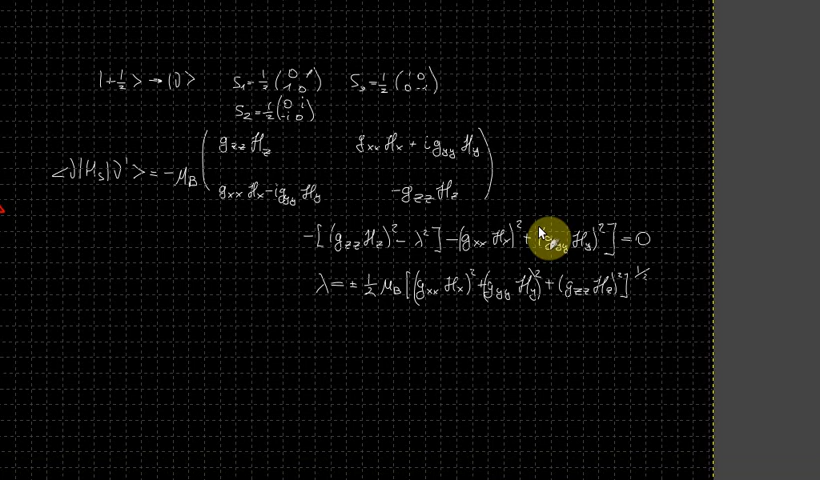 |+½> → |ϑ> S₁=½(0 1 1 0) S₃=½(1 0 0 -1)
S₂=½(0 i -i 0)
<ϑ|H_s|ϑ'> = -μ_B ( g_zz H_z g_xx H_x + i g_yy H_y
g_xx H_x - i g_yy H_y -g_zz H_z )
-[(g_zz H_z)² - λ²] - (g_xx H_x)² + (i g_yy H_y)²] = 0
λ = ± ½ μ_B [(g_xx H_x)² + (g_yy H_y)² + (g_zz H_z)²]^½